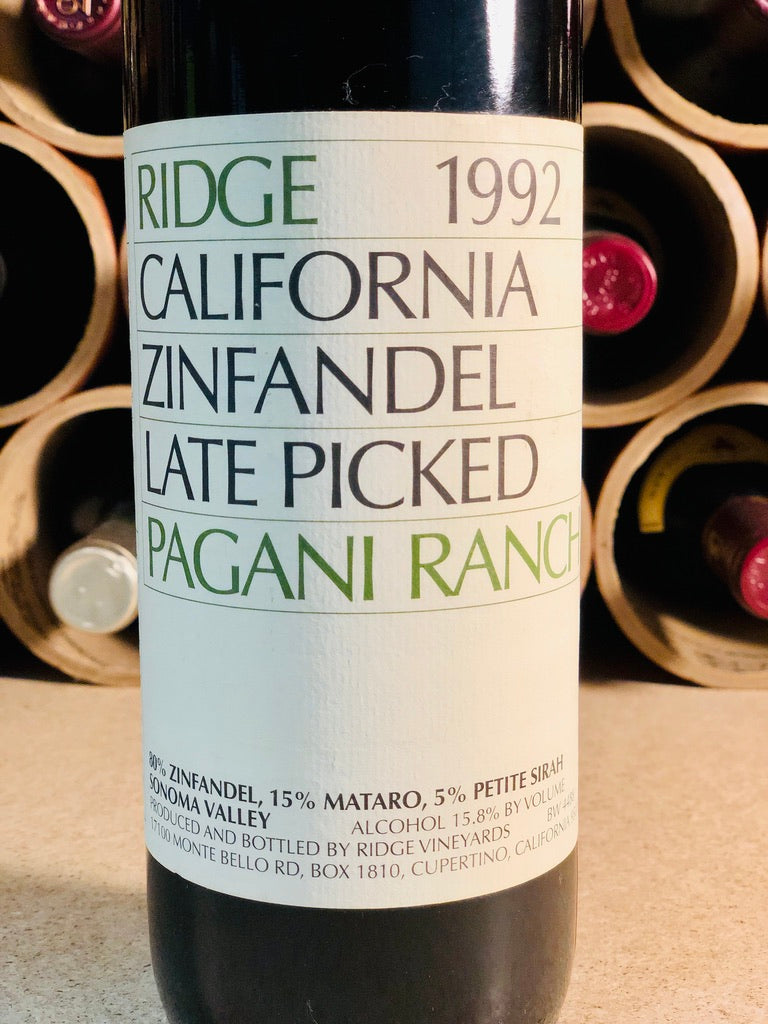 RIDGE 1992
CALIFORNIA
ZINFANDEL
LATE PICKED
PAGANI RANCH
80% ZINFANDEL, 15% MATARO, 5% PETITE SIRAH
SONOMA VALLEY ALCOHOL 15.8% BY VOLUME
PRODUCED AND BOTTLED BY RIDGE VINEYARDS BW
17100 MONTE BELLO RD, BOX 1810, CUPERTINO, CALIFORNIA